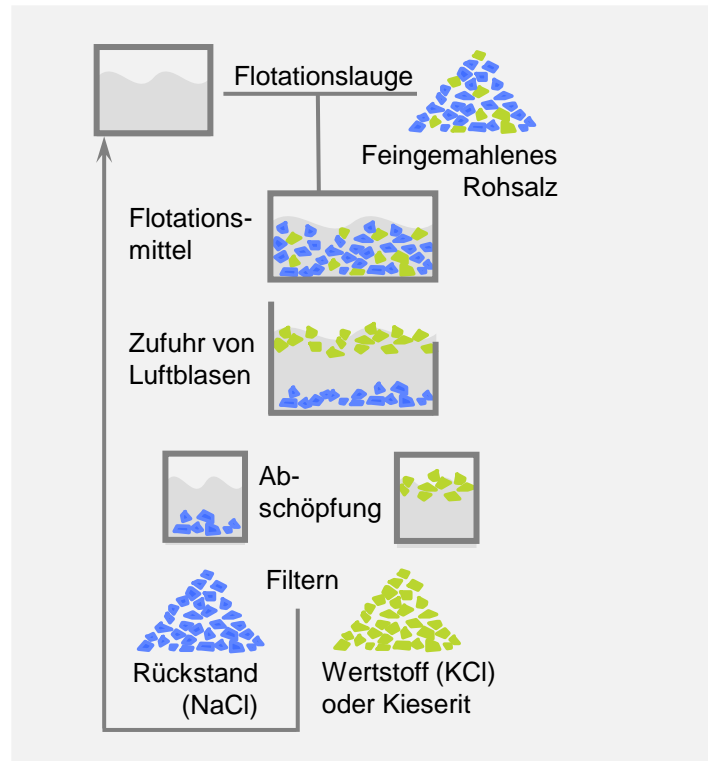 Flotationslauge
Feingemahlenes
Rohsalz
Flotations-
mittel
Zufuhr von
Luftblasen
Ab-
schöpfung
Filtern
Rückstand
(NaCl)
Wertstoff (KCl)
oder Kieserit